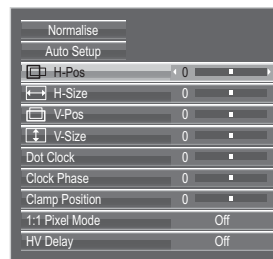 Normalise
Auto Setup
H-Pos 0
H-Size 0
V-Pos 0
V-Size 0
Dot Clock 0
Clock Phase 0
Clamp Position 0
1:1 Pixel Mode Off
HV Delay Off